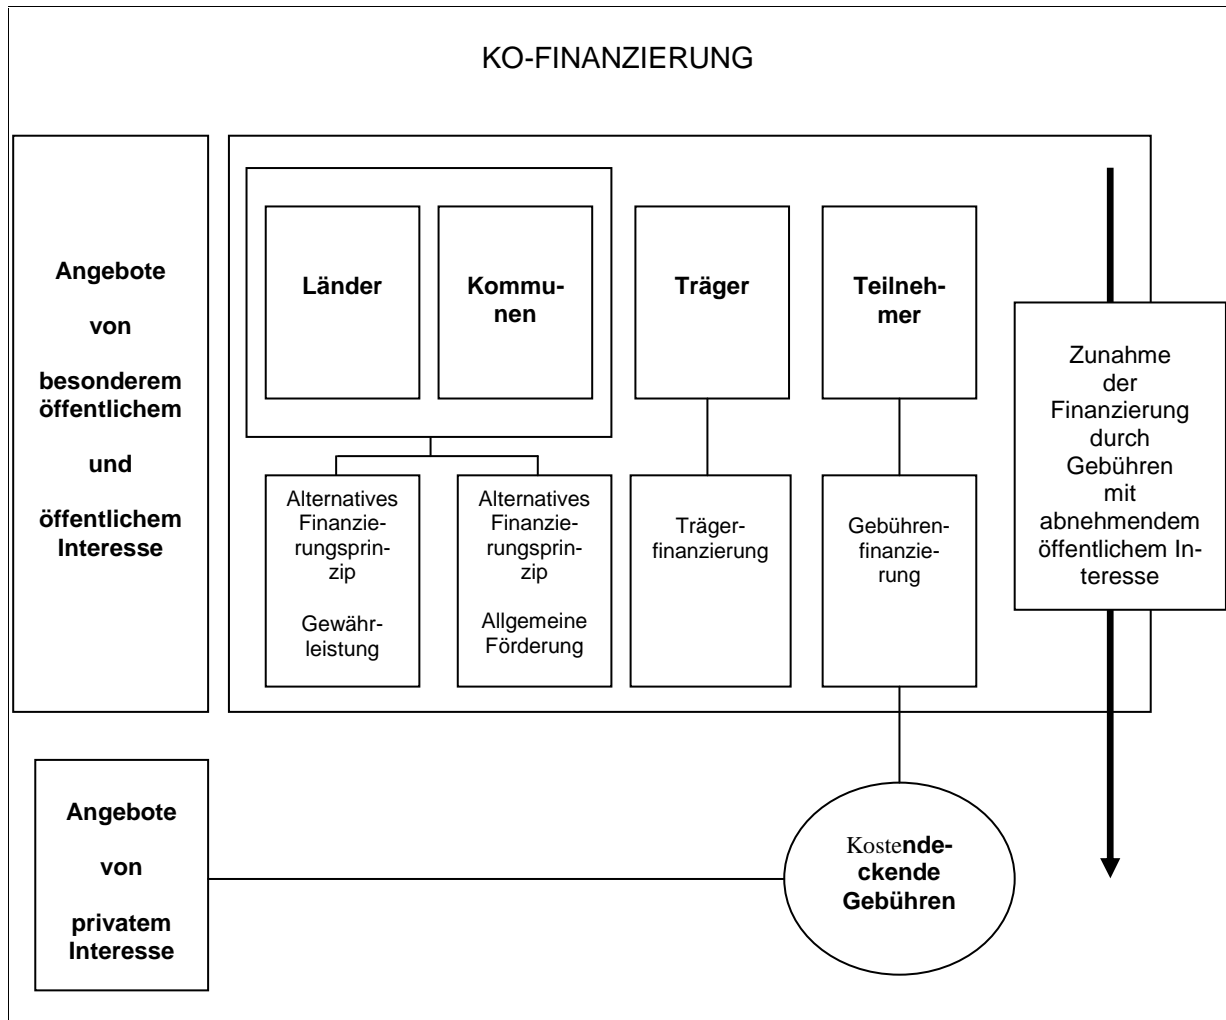 KO-FINANZIERUNG
Angebote
von
besonderem
öffentlichem
und
öffentlichem
Interesse
Länder
Kommu-
nen
Träger
Teilneh-
mer
Alternatives
Finanzie-
rungsprin-
zip
Gewähr-
leistung
Alternatives
Finanzie-
rungsprin-
zip
Allgemeine
Förderung
Träger-
finanzierung
Gebühren-
finanzie-
rung
Zunahme
der
Finanzierung
durch
Gebühren
mit
abnehmendem
öffentlichem In-
teresse
Angebote
von
privatem
Interesse
Kostende-
ckende
Gebühren